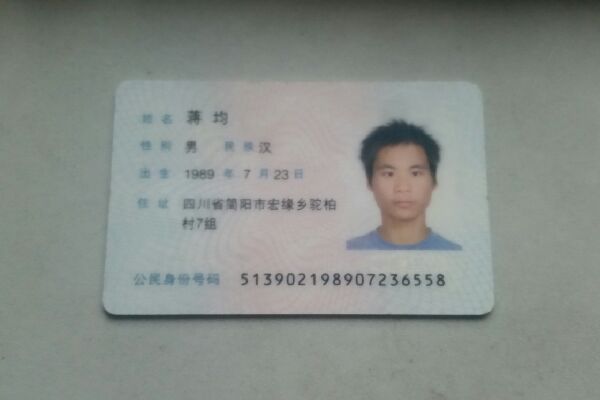 姓名 蒋均
性别 男 民族 汉
出生 1989 年 7 月 23 日
住址 四川省简阳市宏缘乡驼柏
村7组
公民身份号码 513902198907236558